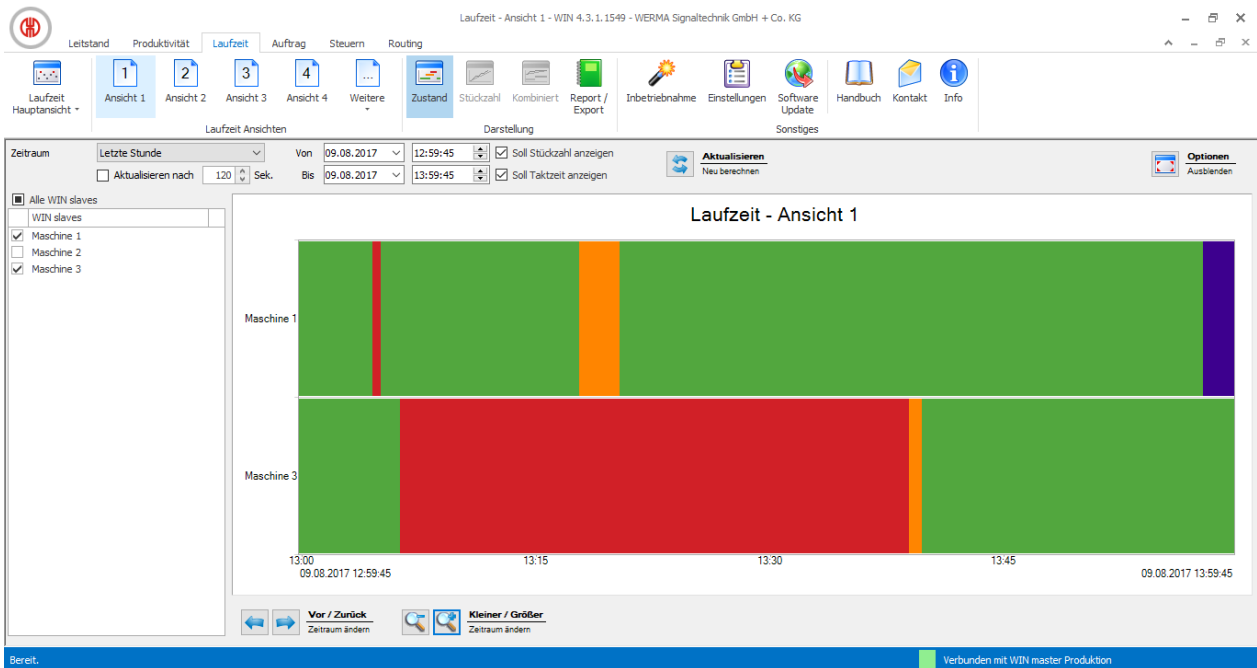 Laufzeit - Ansicht 1 - WIN 4.3.1.1549 - WERMA Signaltechnik GmbH + Co. KG
Leitstand Produktivität Laufzeit Auftrag Steuern Routing
Laufzeit Hauptansicht
1 Ansicht 1
2 Ansicht 2
3 Ansicht 3
4 Ansicht 4
... Weitere
Zustand
Stückzahl
Kombiniert
Report / Export
Inbetriebnahme
Einstellungen
Software Update
Handbuch
Kontakt
Info
Laufzeit Ansichten
Darstellung
Sonstiges
Zeitraum Letzte Stunde Von 09.08.2017 12:59:45 Soll Stückzahl anzeigen
Aktualisieren nach 120 Sek. Bis 09.08.2017 13:59:45 Soll Taktzeit anzeigen
Aktualisieren
Neu berechnen
Optionen
Ausblenden
Alle WIN slaves
WIN slaves
Maschine 1
Maschine 2
Maschine 3
Laufzeit - Ansicht 1
Maschine 1
Maschine 3
13:00 13:15 13:30 13:45
09.08.2017 12:59:45 09.08.2017 13:59:45
Vor / Zurück
Zeitraum ändern
Kleiner / Größer
Zeitraum ändern
Bereit.
Verbunden mit WIN master Produktion